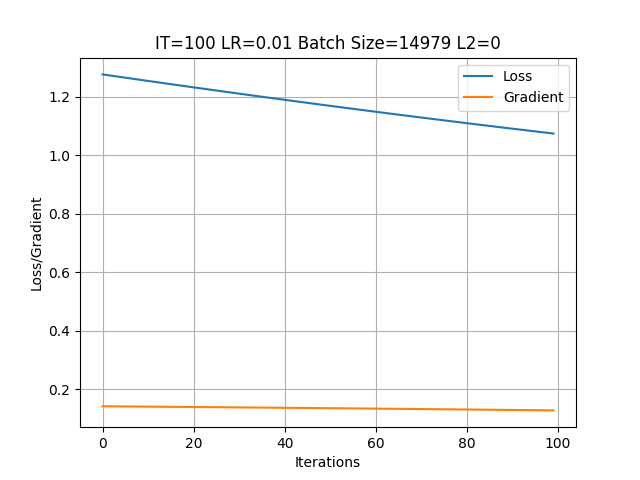 IT=100 LR=0.01 Batch Size=14979 L2=0
Loss
Gradient
1.2
1.0
0.8
0.6
0.4
0.2
Loss/Gradient
0 20 40 60 80 100
Iterations